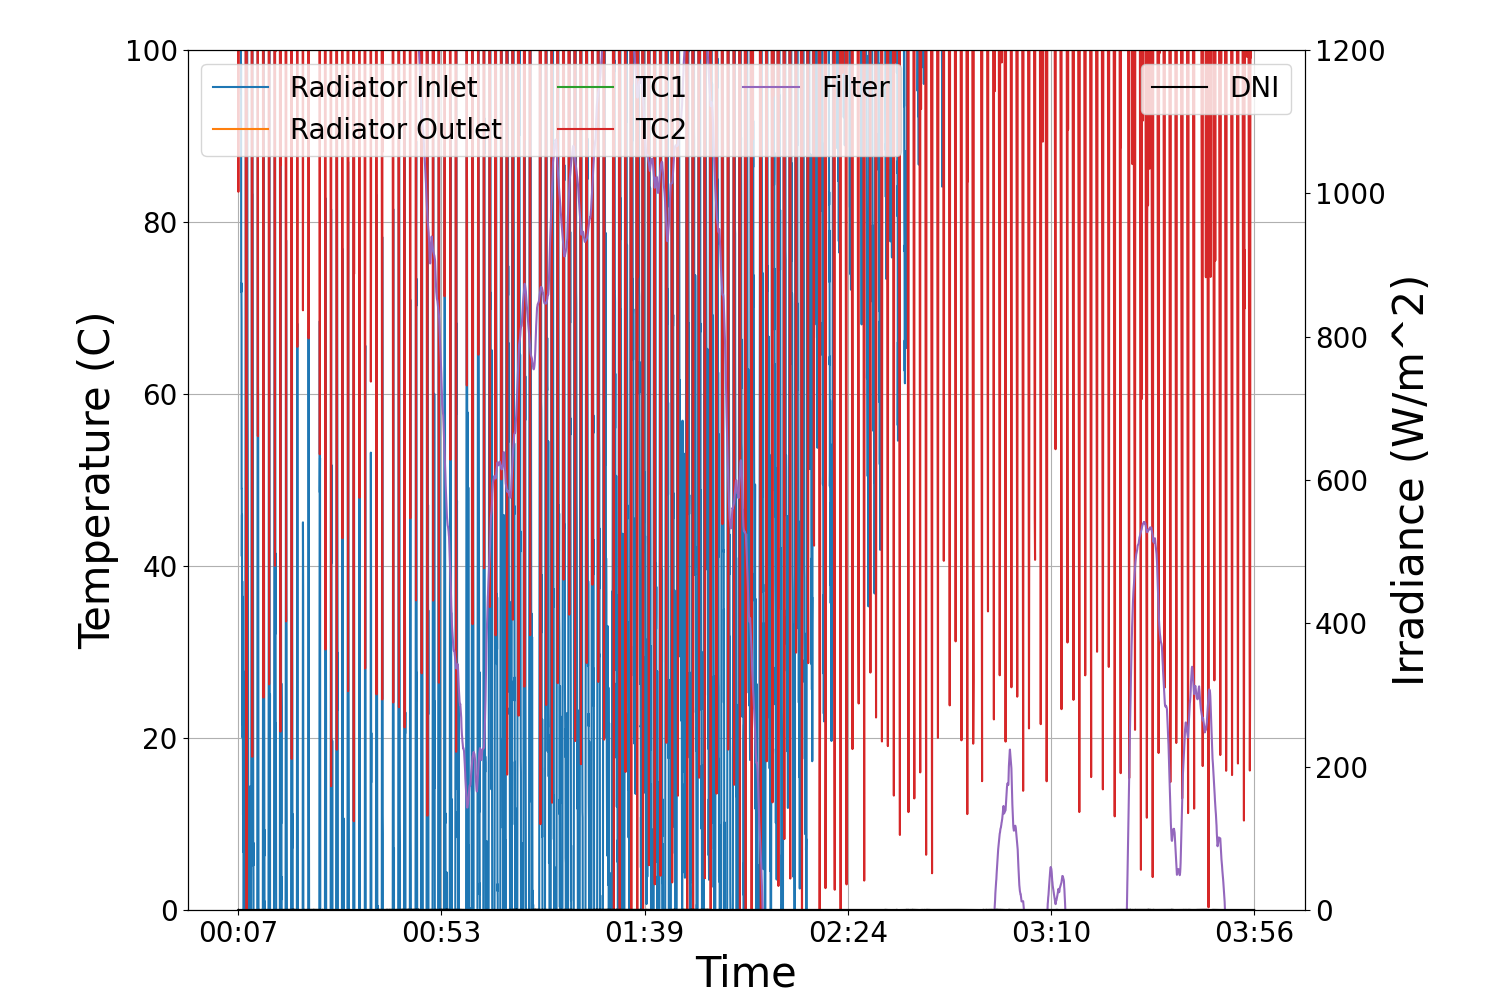 100
80
60
40
20
0
Temperature (C)
Radiator Inlet
Radiator Outlet
TC1
TC2
Filter
DNI
1200
1000
800
600
400
200
0
Irradiance (W/m^2)
00:07
00:53
01:39
02:24
03:10
03:56
Time